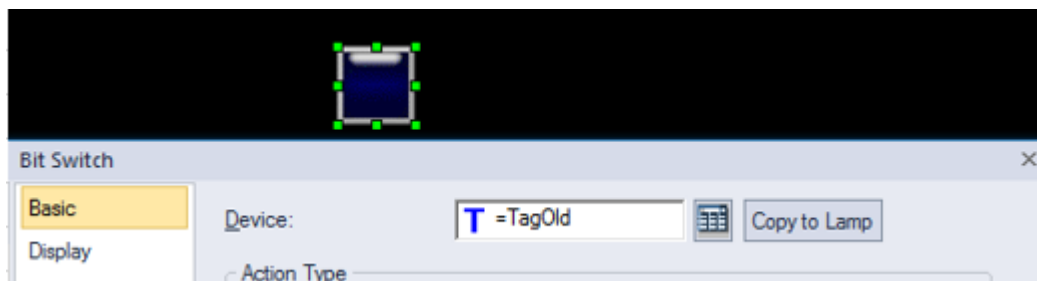 Bit Switch
Basic
Device: T =TagOld Copy to Lamp
Display
Action Type